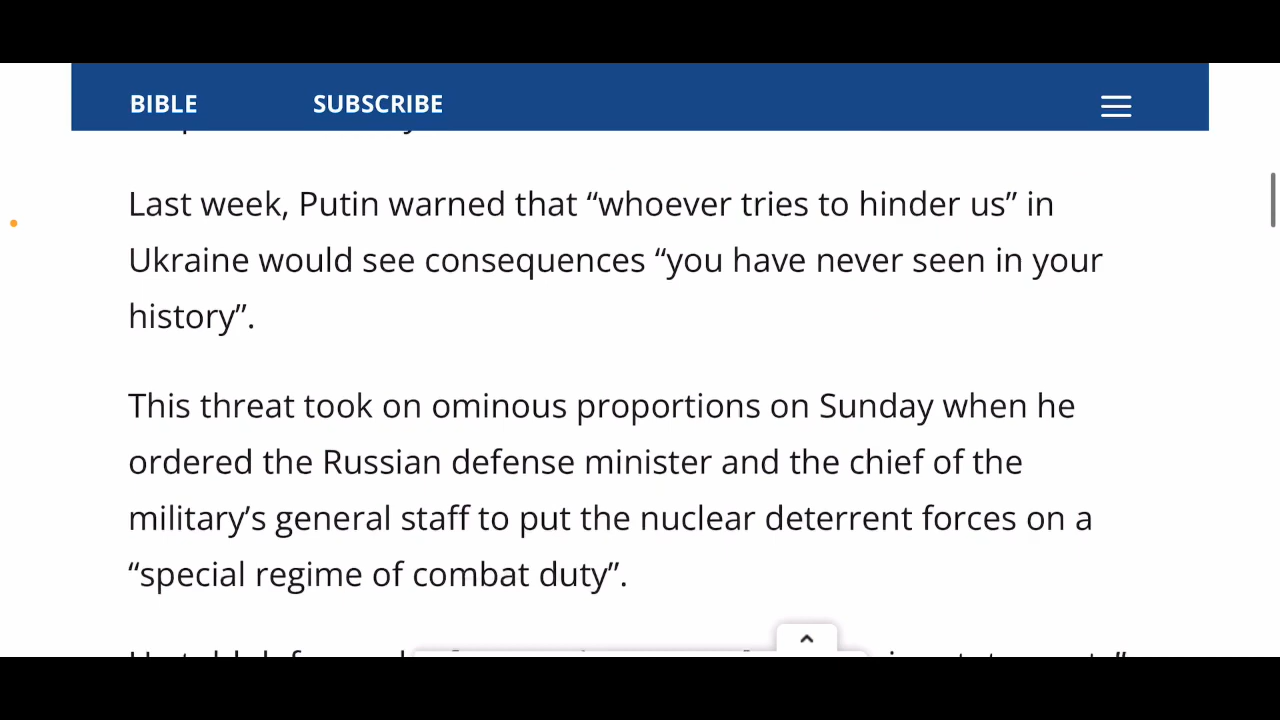 BIBLE SUBSCRIBE
Last week, Putin warned that “whoever tries to hinder us” in
Ukraine would see consequences “you have never seen in your
history”.
This threat took on ominous proportions on Sunday when he
ordered the Russian defense minister and the chief of the
military’s general staff to put the nuclear deterrent forces on a
“special regime of combat duty”.